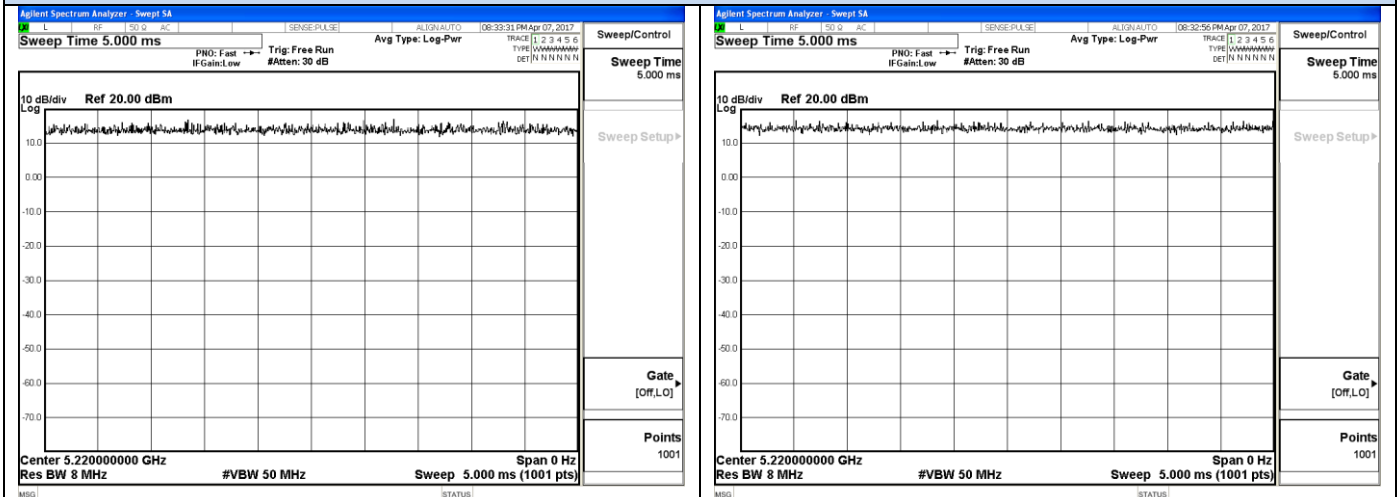 Agilent Spectrum Analyzer - Swept SA
L RF 50 Ω AC SENSE:PULSE ALIGNAUTO 08:33:31 PM Apr 07, 2017
Sweep Time 5.000 ms
PNO: Fast
IFGain:Low
Trig: Free Run
#Atten: 30 dB
Avg Type: Log-Pwr
TRACE 1 2 3 4 5 6
TYPE
DET N N N N N N
Sweep/Control
Sweep Time
5.000 ms
Sweep Setup
Gate
[Off,LO]
Points
1001
10 dB/div Ref 20.00 dBm
Log
10.0
0.00
-10.0
-20.0
-30.0
-40.0
-50.0
-60.0
-70.0
Center 5.220000000 GHz Span 0 Hz
Res BW 8 MHz #VBW 50 MHz Sweep 5.000 ms (1001 pts)
MSG STATUS
Agilent Spectrum Analyzer - Swept SA
L RF 50 Ω AC SENSE:PULSE ALIGNAUTO 08:32:56 PM Apr 07, 2017
Sweep Time 5.000 ms
PNO: Fast
IFGain:Low
Trig: Free Run
#Atten: 30 dB
Avg Type: Log-Pwr
TRACE 1 2 3 4 5 6
TYPE
DET N N N N N N
Sweep/Control
Sweep Time
5.000 ms
Sweep Setup
Gate
[Off,LO]
Points
1001
10 dB/div Ref 20.00 dBm
Log
10.0
0.00
-10.0
-20.0
-30.0
-40.0
-50.0
-60.0
-70.0
Center 5.220000000 GHz Span 0 Hz
Res BW 8 MHz #VBW 50 MHz Sweep 5.000 ms (1001 pts)
MSG STATUS